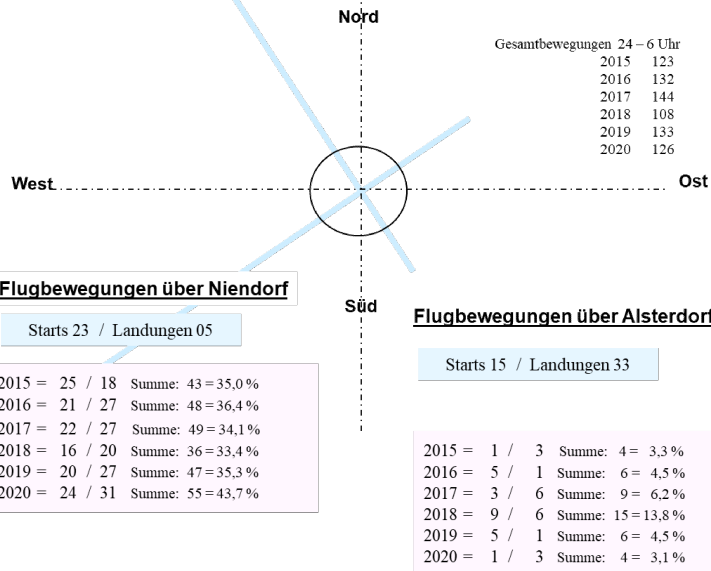 Nord
Gesamtbewegungen 24 – 6 Uhr
2015 123
2016 132
2017 144
2018 108
2019 133
2020 126
West
Ost
Flugbewegungen über Niendorf
Starts 23 / Landungen 05
2015 = 25 / 18 Summe: 43 = 35,0 %
2016 = 21 / 27 Summe: 48 = 36,4 %
2017 = 22 / 27 Summe: 49 = 34,1 %
2018 = 16 / 20 Summe: 36 = 33,4 %
2019 = 20 / 27 Summe: 47 = 35,3 %
2020 = 24 / 31 Summe: 55 = 43,7 %
Süd
Flugbewegungen über Alsterdorf
Starts 15 / Landungen 33
2015 = 1 / 3 Summe: 4 = 3,3 %
2016 = 5 / 1 Summe: 6 = 4,5 %
2017 = 3 / 6 Summe: 9 = 6,2 %
2018 = 9 / 6 Summe: 15 = 13,8 %
2019 = 5 / 1 Summe: 6 = 4,5 %
2020 = 1 / 3 Summe: 4 = 3,1 %